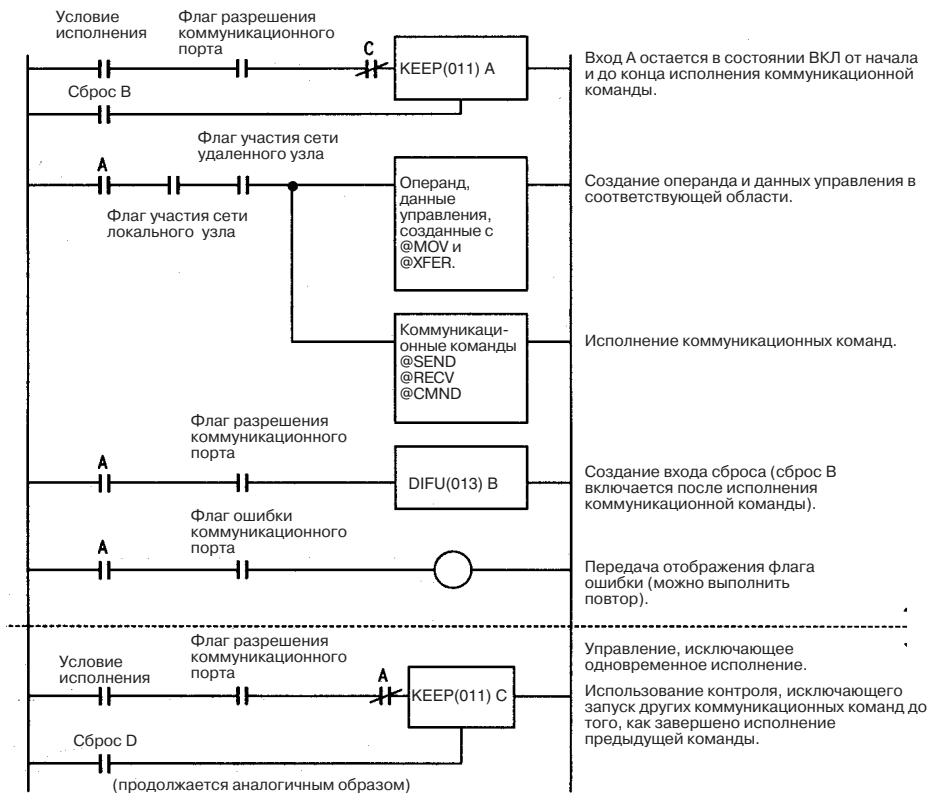 Условие
исполнения
Флаг разрешения
коммуникационного
порта
C
KEEP(011) A
Вход А остается в состоянии ВКЛ от начала
и до конца исполнения коммуникационной
команды.
Сброс В
Флаг участия сети
удаленного узла
A
Флаг участия сети
локального узла
Операнд,
данные
управления,
созданные с
@MOV и
@XFER.
Создание операнда и данных управления в
соответствующей области.
Коммуникаци-
онные команды
@SEND
@RECV
@CMND
Исполнение коммуникационных команд.
Флаг разрешения
коммуникационного
порта
A
DIFU(013) B
Создание входа сброса (сброс В
включается после исполнения
коммуникационной команды).
Флаг ошибки
коммуникационного
порта
A
Передача отображения флага
ошибки (можно выполнить
повтор).
Условие
исполнения
Флаг разрешения
коммуникационного
порта
A
KEEP(011) C
Управление, исключающее
одновременное исполнение.
Использование контроля, исключающего
запуск других коммуникационных команд до
того, как завершено исполнение
предыдущей команды.
Сброс D
(продолжается аналогичным образом)